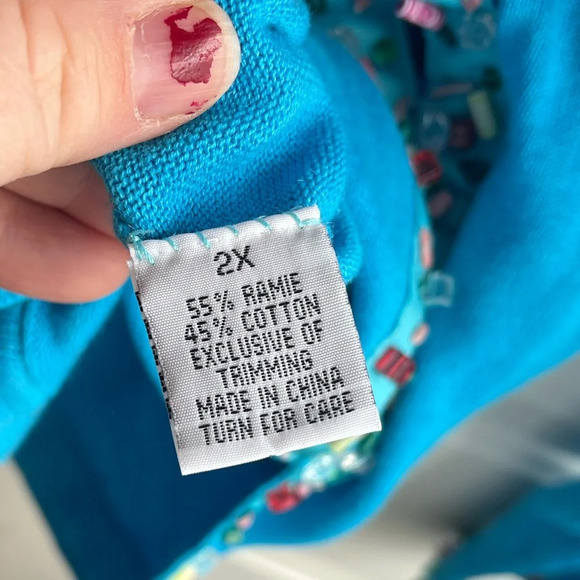 2X
55% RAMIE
45% COTTON
EXCLUSIVE OF
TRIMMING
MADE IN CHINA
TURN FOR CARE